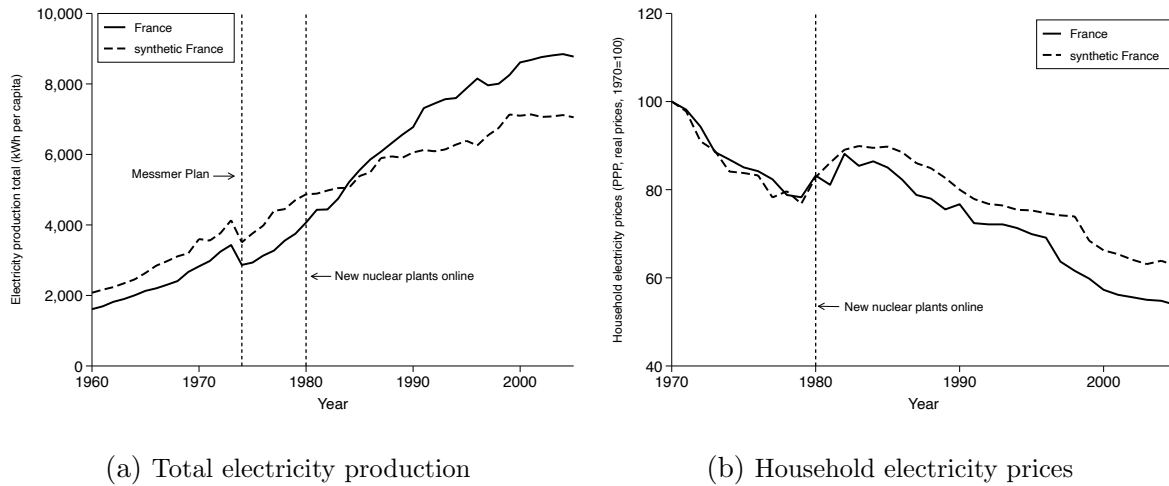 10,000
8,000
6,000
4,000
2,000
0
Electricity production total (kWh per capita)
France
synthetic France
Messmer Plan
New nuclear plants online
1960
1970
1980
1990
2000
Year
(a) Total electricity production
120
100
80
60
40
Household electricity prices (PPP, real prices, 1970=100)
France
synthetic France
New nuclear plants online
1970
1980
1990
2000
Year
(b) Household electricity prices